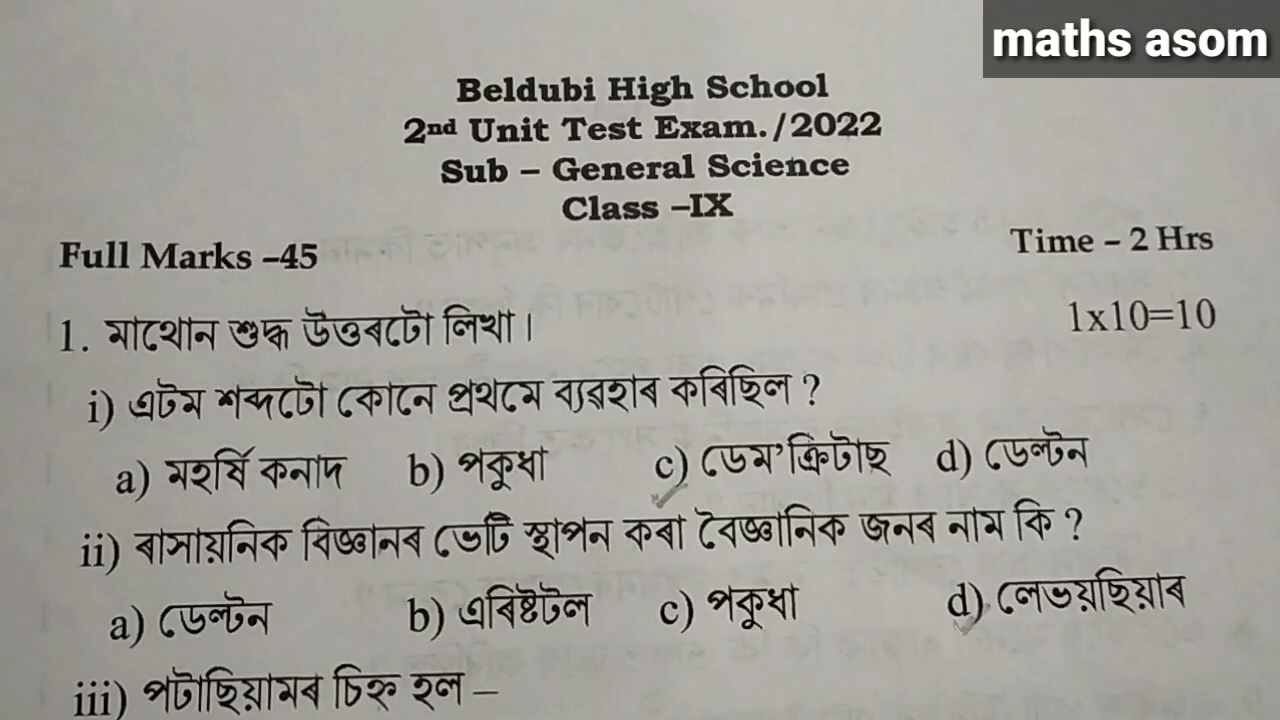 maths asom
Beldubi High School
2nd Unit Test Exam./2022
Sub – General Science
Class –IX
Full Marks –45
Time – 2 Hrs
1. মাথোন শুদ্ধ উত্তৰটো লিখা।
1x10=10
i) এটম শব্দটো কোনে প্ৰথমে ব্যৱহাৰ কৰিছিল ?
a) মহৰ্ষি কনাদ b) পকুধা c) ডেম'ক্ৰিটাছ d) ডেল্টন
ii) ৰাসায়নিক বিজ্ঞানৰ ভেটি স্থাপন কৰা বৈজ্ঞানিক জনৰ নাম কি ?
a) ডেল্টন b) এৰিষ্টটল c) পকুধা d) লেভয়ছিয়াৰ
iii) পটাছিয়ামৰ চিহ্ন হল –